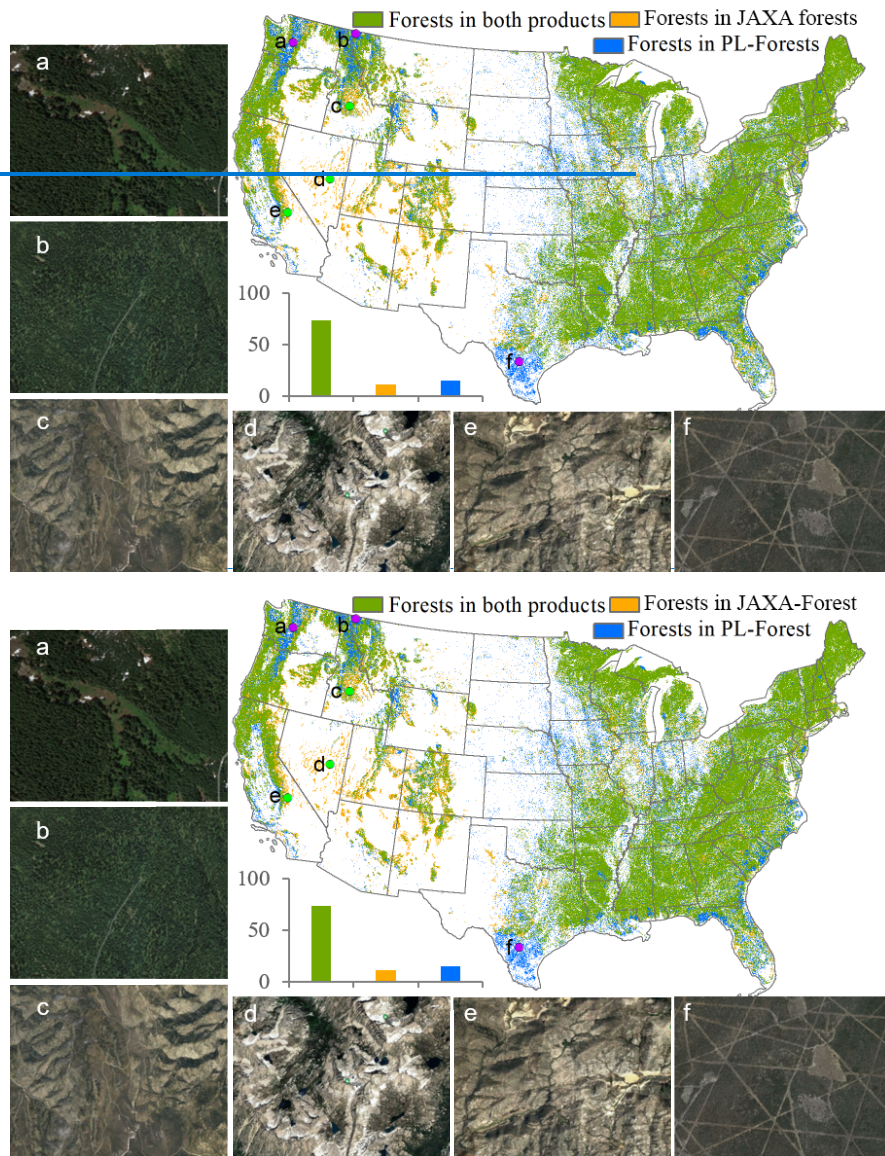 Forests in both products
Forests in JAXA forests
Forests in PL-Forests
a
b
c
d
e
f
100
50
0
a
b
c
d
e
f
Forests in both products
Forests in JAXA-Forest
Forests in PL-Forest
a
b
c
d
e
f
100
50
0
a
b
c
d
e
f